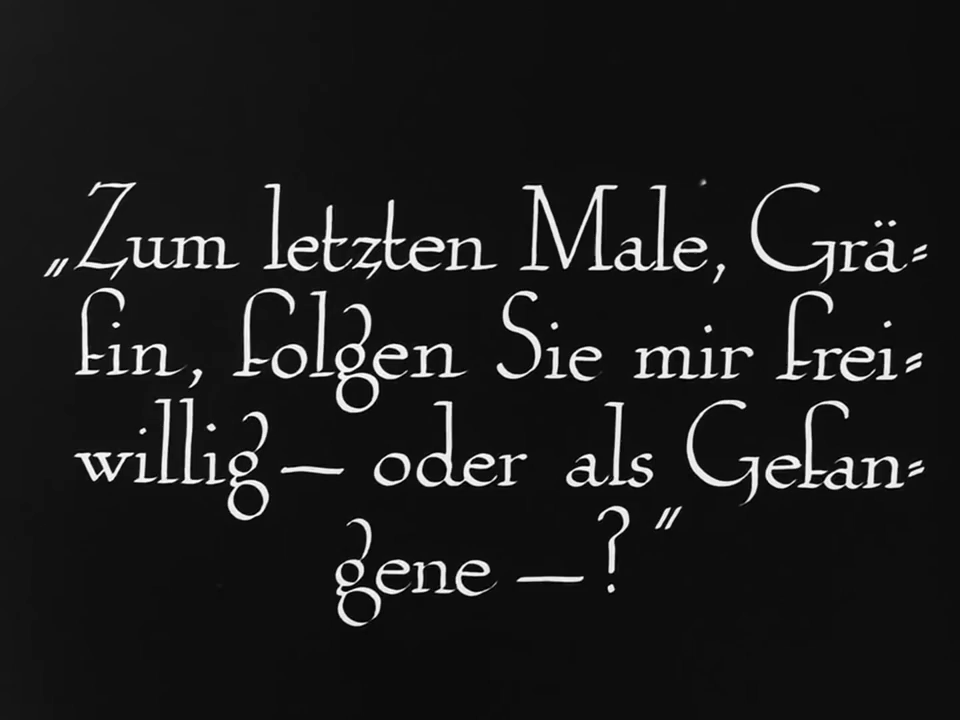 „Zum letzten Male, Grä=
fin, folgen Sie mir frei=
willig — oder als Gefan=
gene — ?"